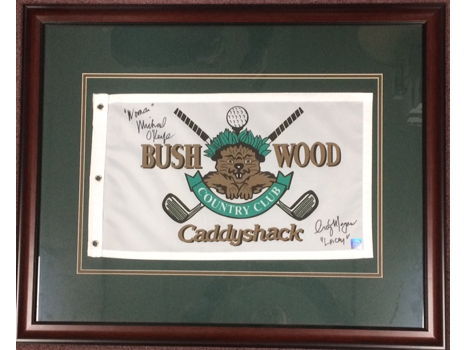 "Noonan"
Michael
O'Keefe
BUSH WOOD
COUNTRY CLUB
Caddyshack
Cindy Morgan
"Lacey"